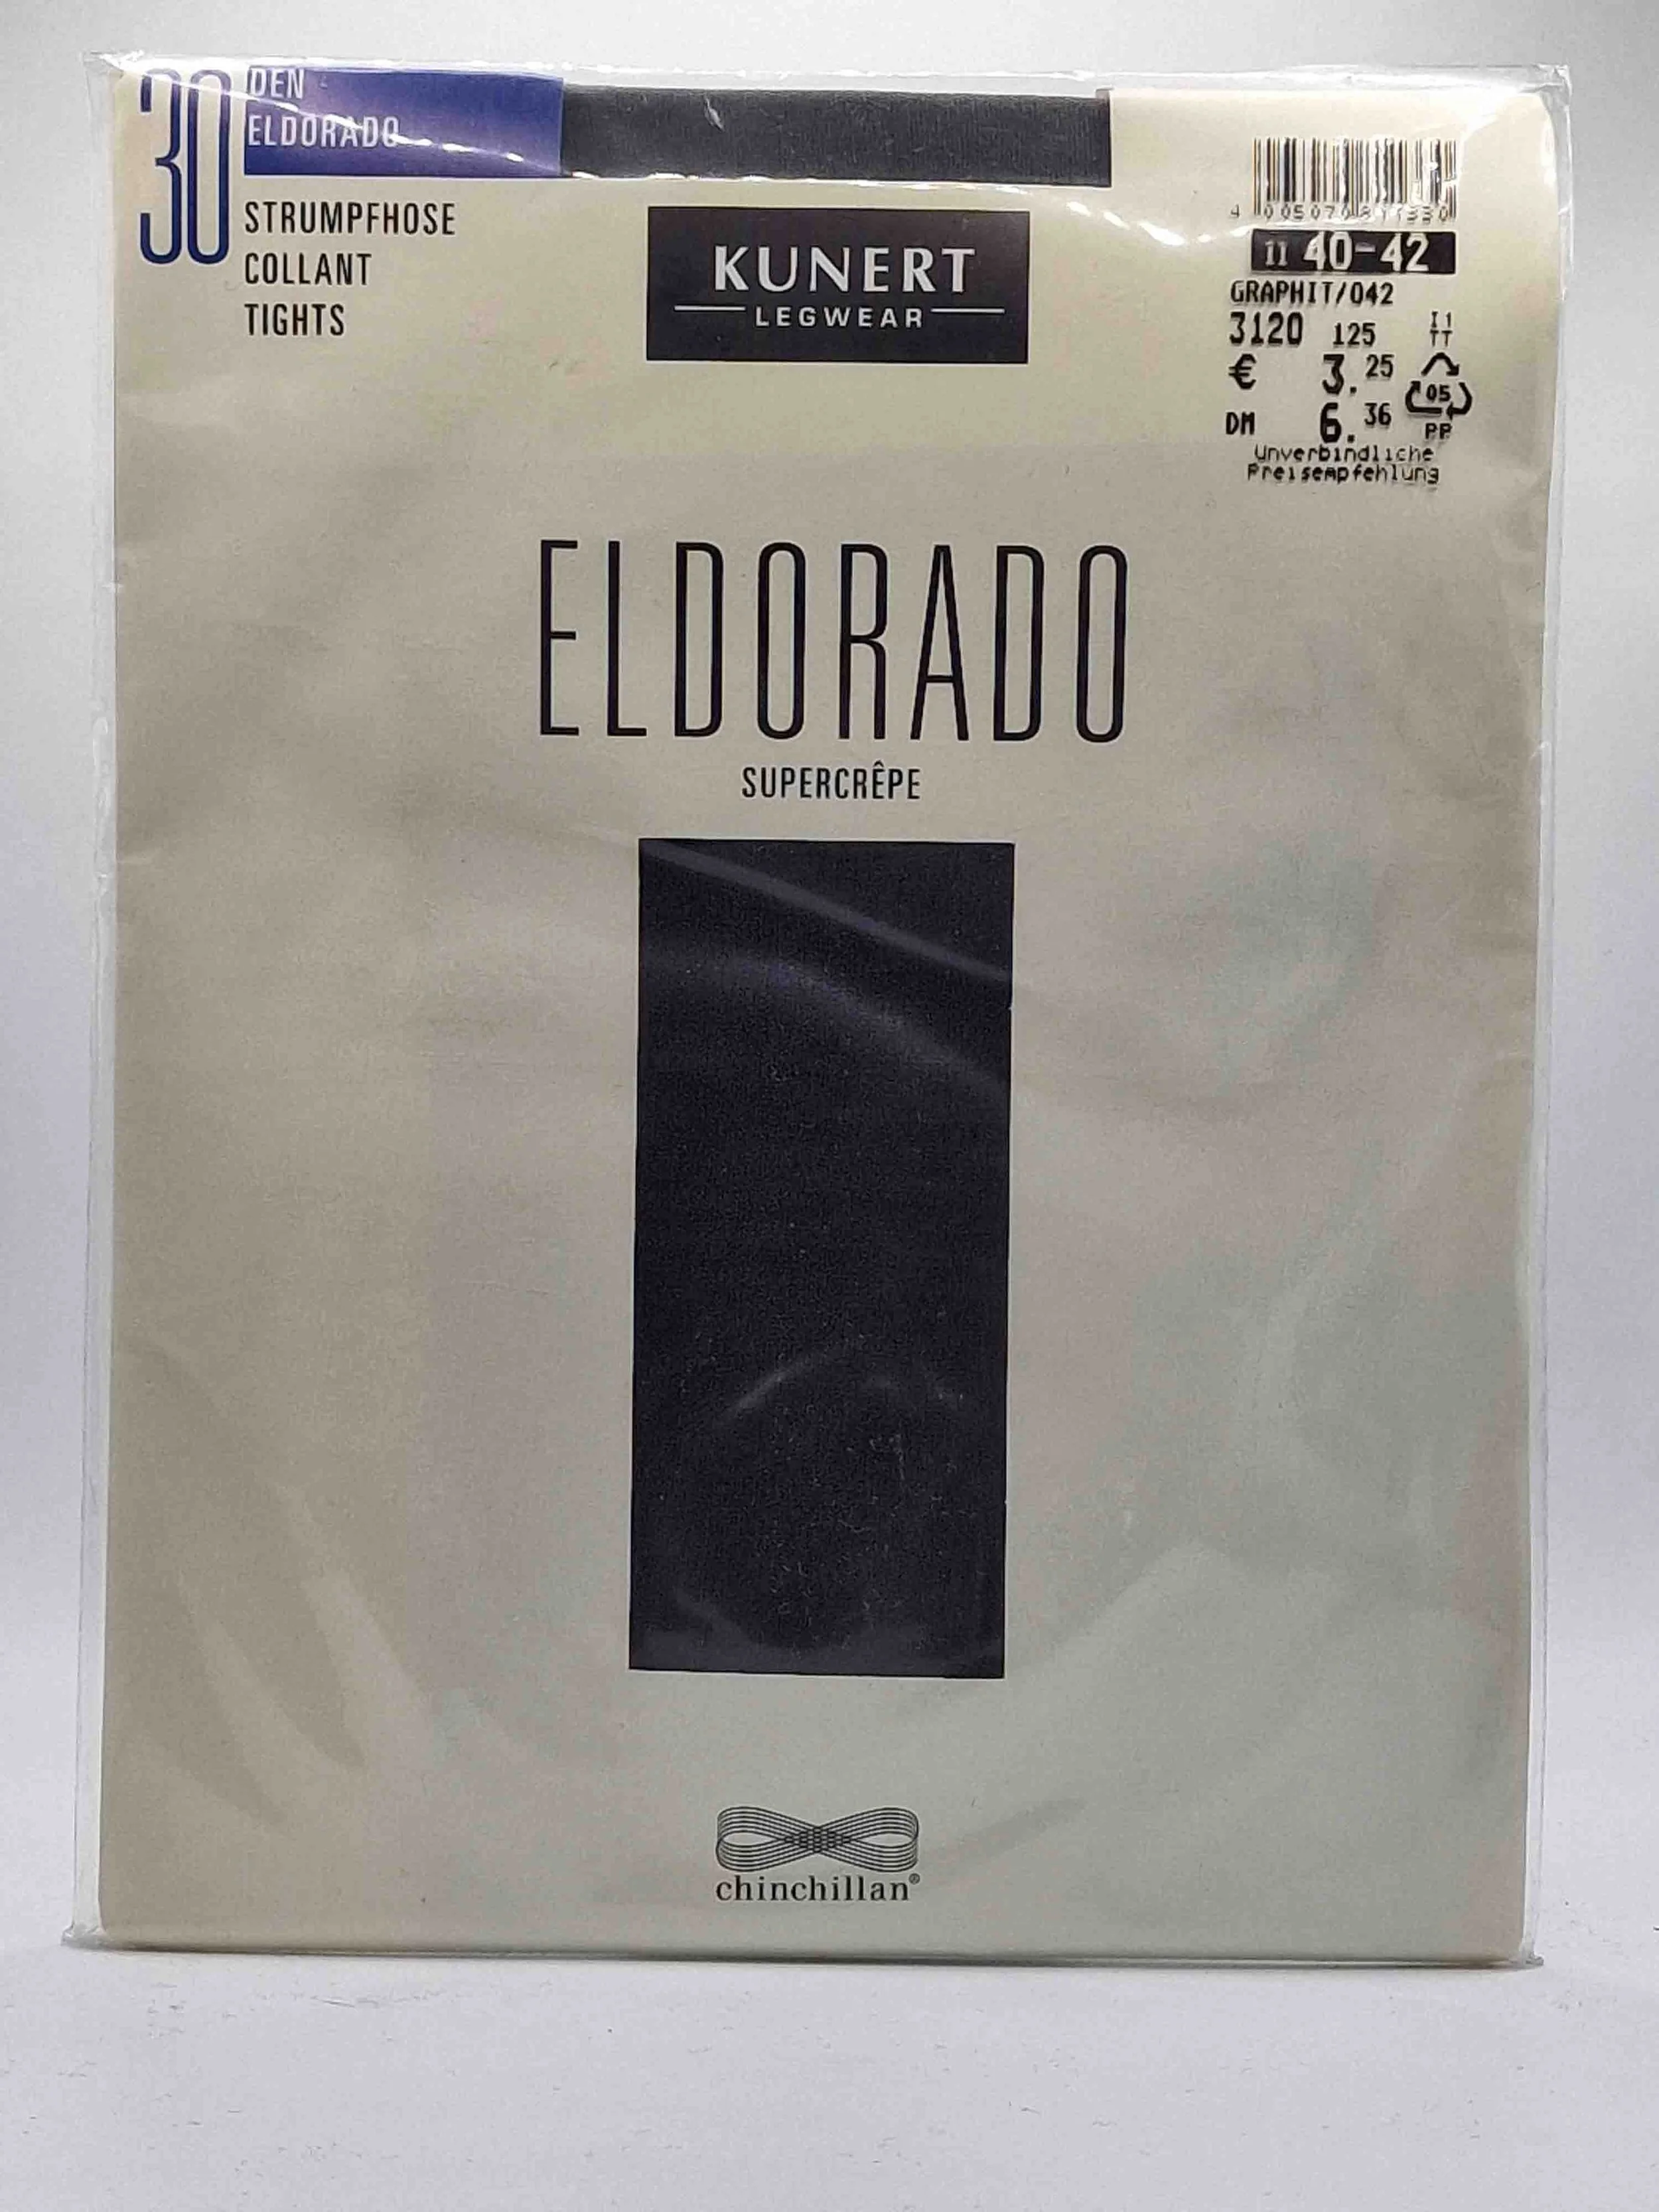 30
DEN
ELDORADO
STRUMPFHOSE
COLLANT
TIGHTS
KUNERT
LEGWEAR
11 40-42
GRAPHIT/042
3120 125
€ 3.25
DM 6.36
05
PP
Unverbindliche
Preisempfehlung
ELDORADO
SUPERCRÊPE
chinchillan®